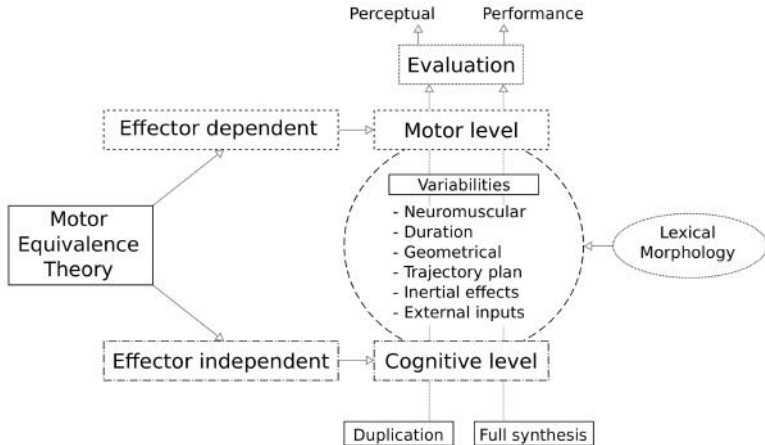 Perceptual
Performance
Evaluation
Effector dependent
Motor level
Variabilities
- Neuromuscular
- Duration
- Geometrical
- Trajectory plan
- Inertial effects
- External inputs
Motor
Equivalence
Theory
Lexical
Morphology
Effector independent
Cognitive level
Duplication
Full synthesis